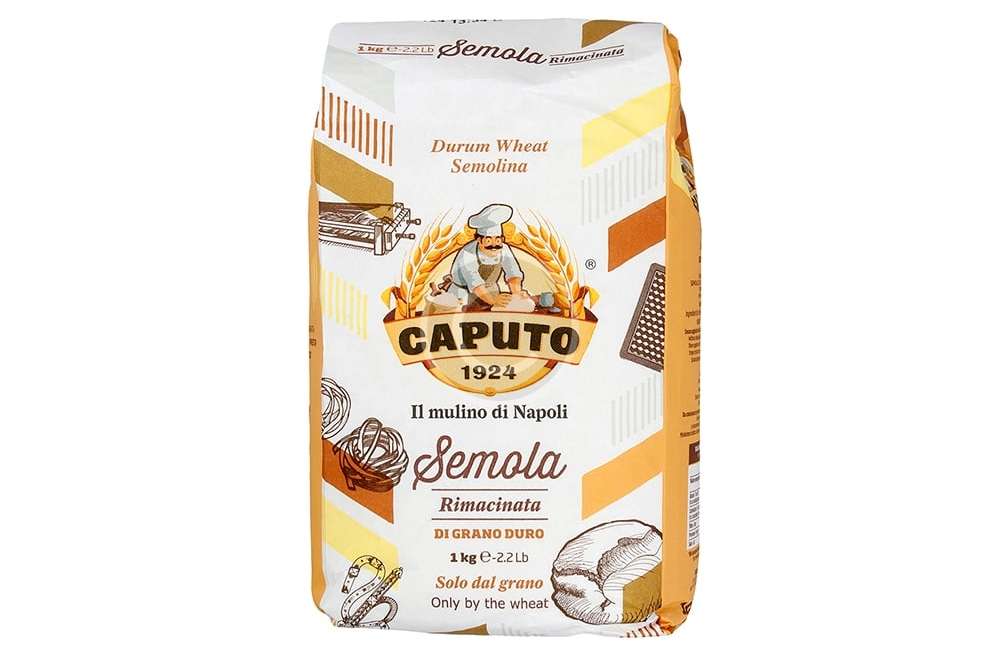 1 kg ℮-2.2 Lb Semola Rimacinata
Durum Wheat
Semolina
®
CAPUTO
1924
Il mulino di Napoli
Semola
Rimacinata
DI GRANO DURO
1 kg ℮-2.2 Lb
Solo dal grano
Only by the wheat